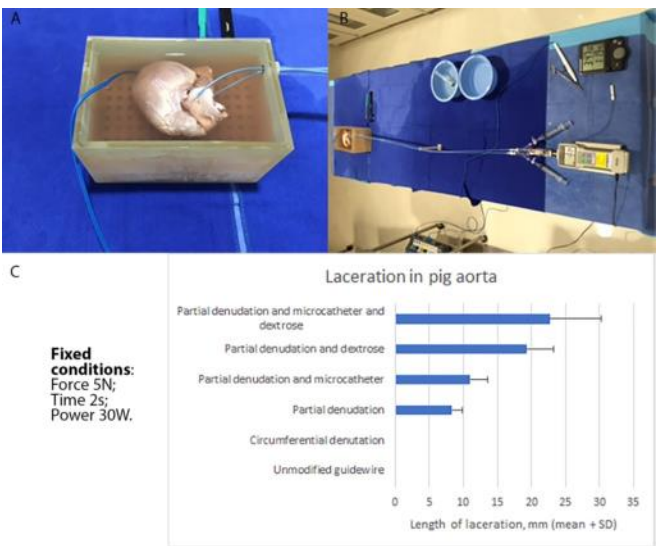 A
B
C
Laceration in pig aorta
Fixed
conditions:
Force 5N;
Time 2s;
Power 30W.
Partial denudation and microcatheter and
dextrose
Partial denudation and dextrose
Partial denudation and microcatheter
Partial denudation
Circumferential denutation
Unmodified guidewire
0 5 10 15 20 25 30 35
Length of laceration, mm (mean + SD)